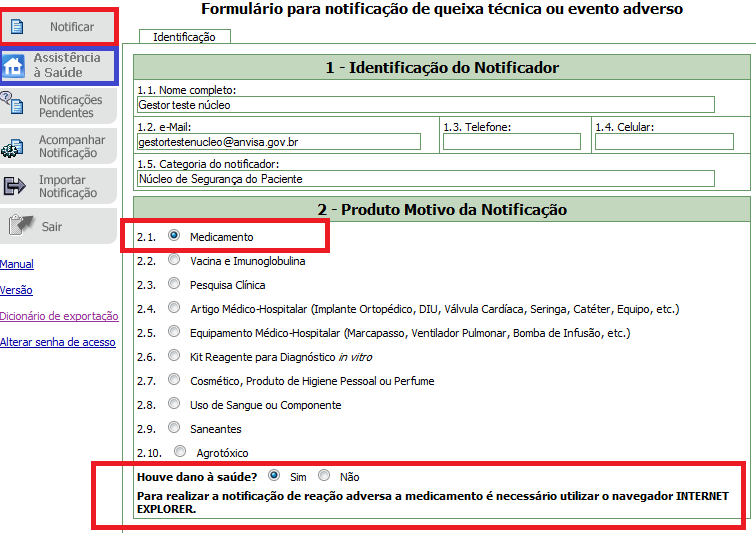 Formulário para notificação de queixa técnica ou evento adverso
Notificar
Assistência
à Saúde
Notificações
Pendentes
Acompanhar
Notificação
Importar
Notificação
Sair
Manual
Versão
Dicionário de exportação
Alterar senha de acesso
Identificação
1 - Identificação do Notificador
1.1. Nome completo:
Gestor teste núcleo
1.2. e-Mail:
gestortestenucleo@anvisa.gov.br
1.3. Telefone:
1.4. Celular:
1.5. Categoria do notificador:
Núcleo de Segurança do Paciente
2 - Produto Motivo da Notificação
2.1. Medicamento
2.2. Vacina e Imunoglobulina
2.3. Pesquisa Clínica
2.4. Artigo Médico-Hospitalar (Implante Ortopédico, DIU, Válvula Cardíaca, Seringa, Catéter, Equipo, etc.)
2.5. Equipamento Médico-Hospitalar (Marcapasso, Ventilador Pulmonar, Bomba de Infusão, etc.)
2.6. Kit Reagente para Diagnóstico in vitro
2.7. Cosmético, Produto de Higiene Pessoal ou Perfume
2.8. Uso de Sangue ou Componente
2.9. Saneantes
2.10. Agrotóxico
Houve dano à saúde? Sim Não
Para realizar a notificação de reação adversa a medicamento é necessário utilizar o navegador INTERNET
EXPLORER.